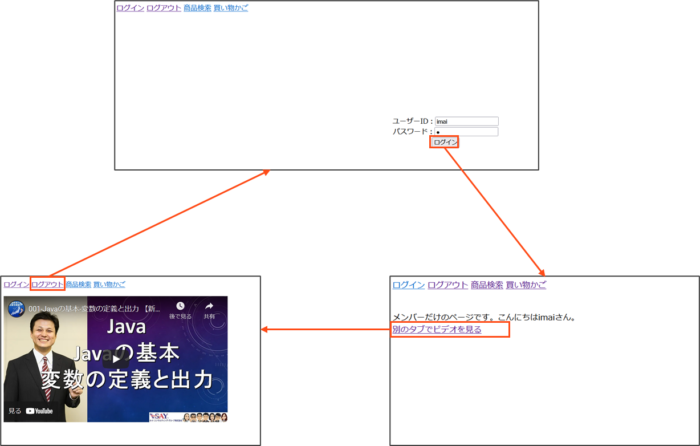 ログイン ログアウト 商品検索 買い物かご
ユーザーID：imai
パスワード：
ログイン
ログイン ログアウト 商品検索 買い物かご
001-Javaの基本-変数の定義と出力 【新...
後で見る 共有
Java
Javaの基本
変数の定義と出力
見る YouTube
ログイン ログアウト 商品検索 買い物かご
メンバーだけのページです。こんにちはimaiさん。
別のタブでビデオを見る